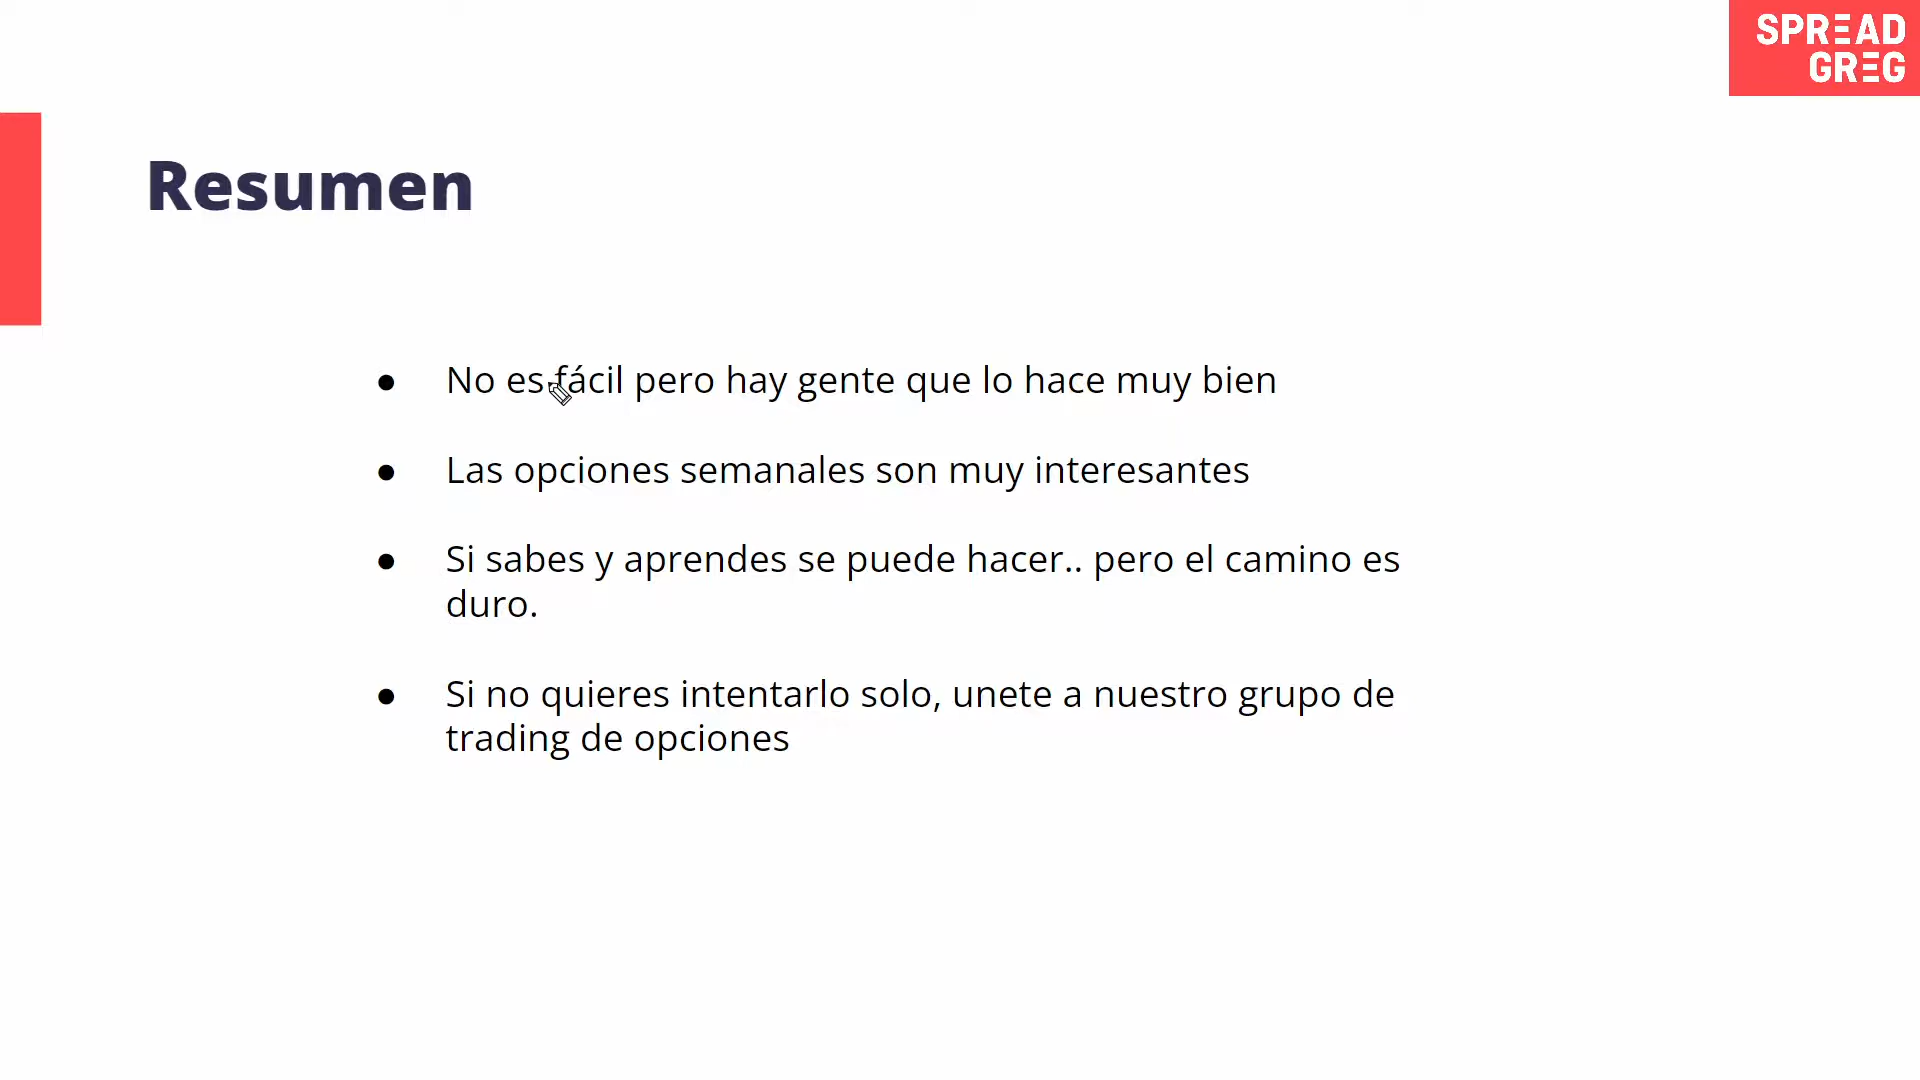 SPREAD
GREG
Resumen
● No es fácil pero hay gente que lo hace muy bien
● Las opciones semanales son muy interesantes
● Si sabes y aprendes se puede hacer.. pero el camino es
duro.
● Si no quieres intentarlo solo, unete a nuestro grupo de
trading de opciones